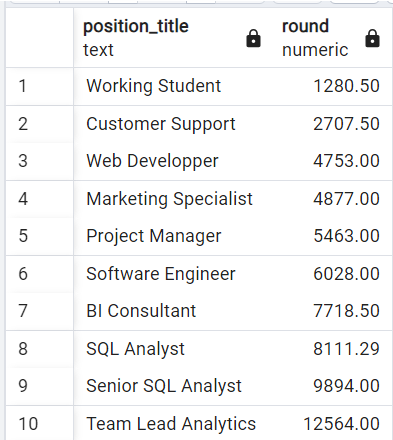 position_title round
text numeric
1 Working Student 1280.50
2 Customer Support 2707.50
3 Web Developper 4753.00
4 Marketing Specialist 4877.00
5 Project Manager 5463.00
6 Software Engineer 6028.00
7 BI Consultant 7718.50
8 SQL Analyst 8111.29
9 Senior SQL Analyst 9894.00
10 Team Lead Analytics 12564.00